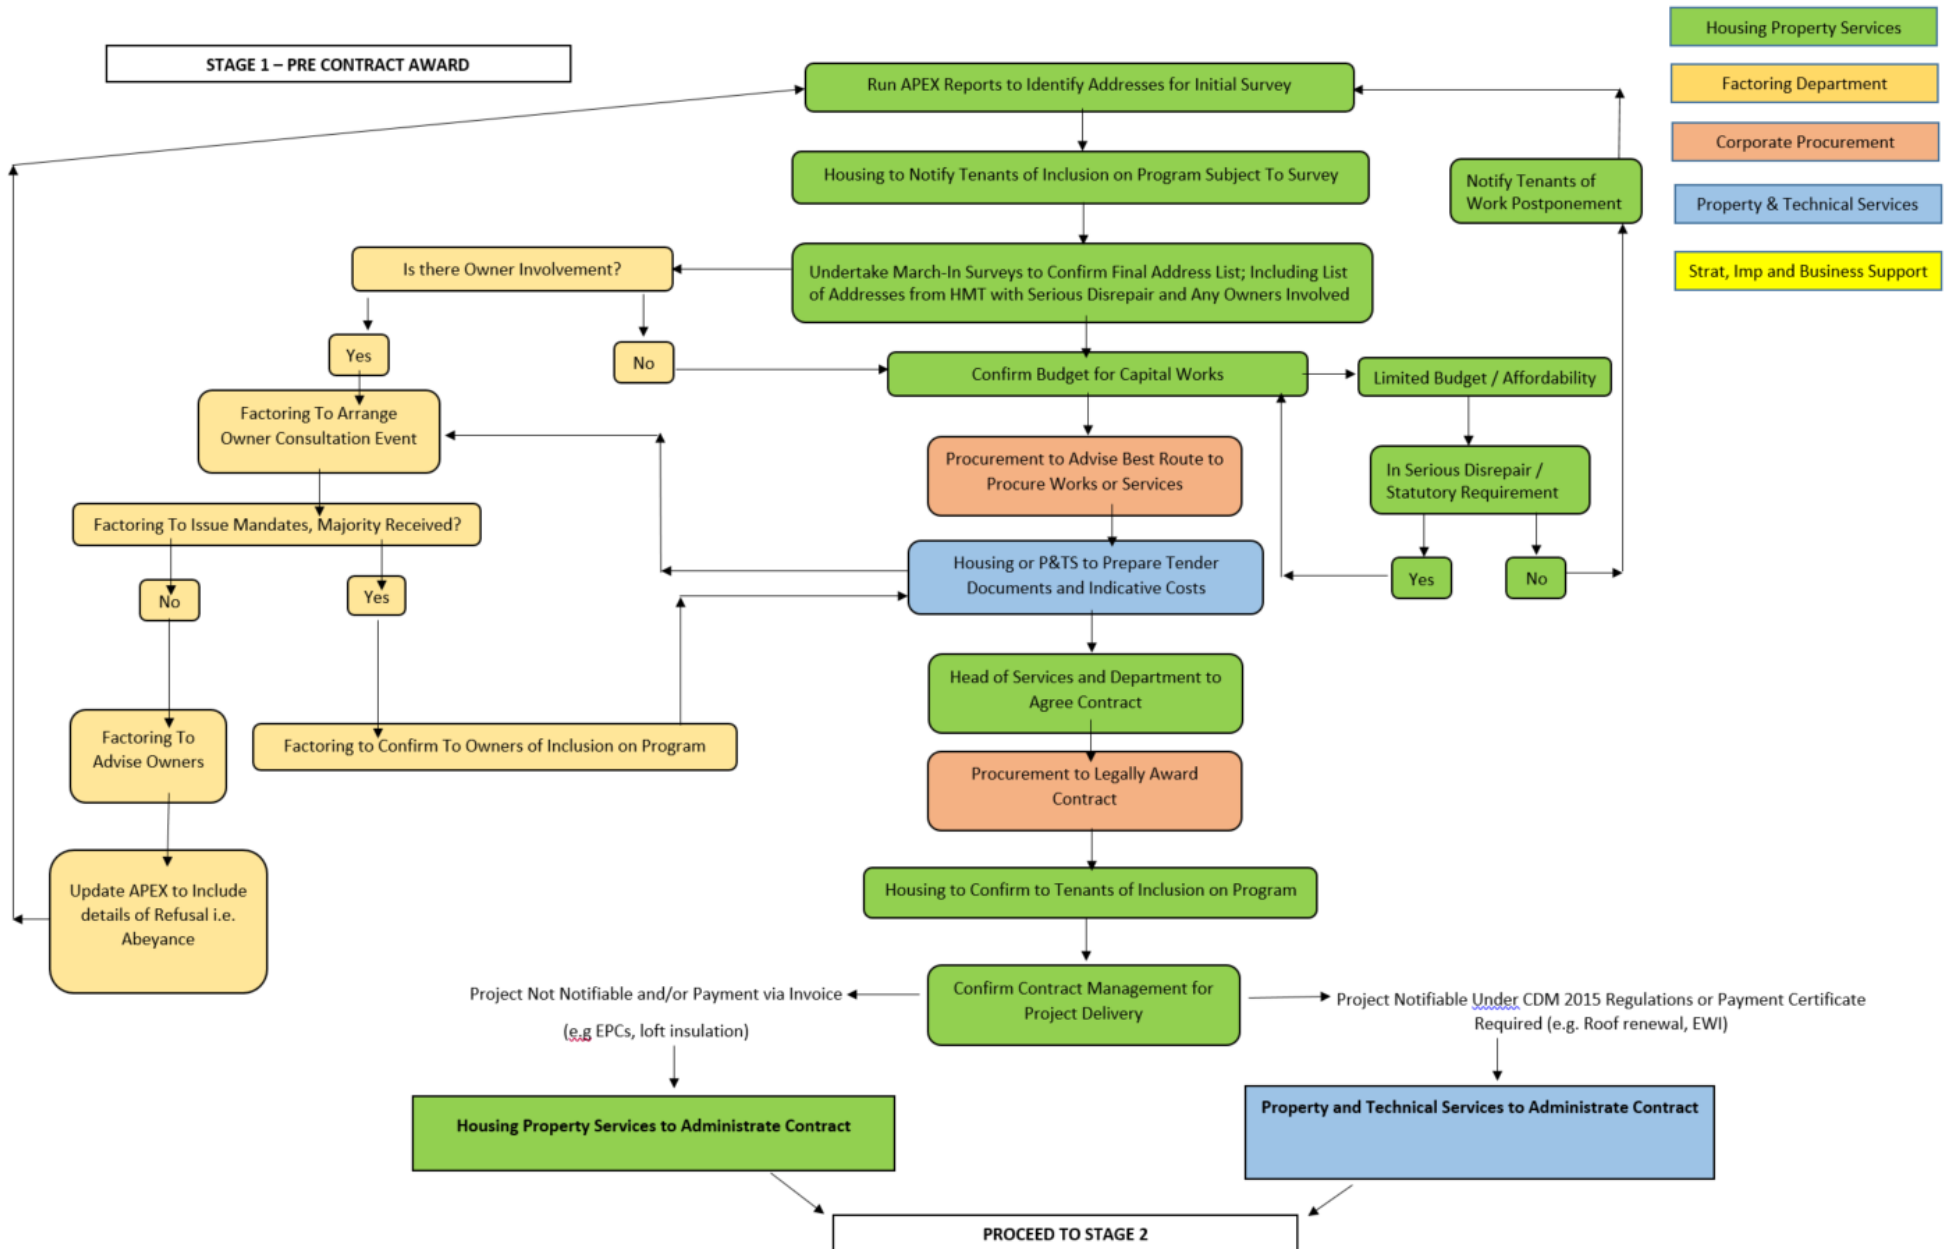 STAGE 1 – PRE CONTRACT AWARD
Housing Property Services
Factoring Department
Corporate Procurement
Property & Technical Services
Strat, Imp and Business Support
Run APEX Reports to Identify Addresses for Initial Survey
Housing to Notify Tenants of Inclusion on Program Subject To Survey
Notify Tenants of
Work Postponement
Is there Owner Involvement?
Undertake March-In Surveys to Confirm Final Address List; Including List
of Addresses from HMT with Serious Disrepair and Any Owners Involved
Yes
No
Confirm Budget for Capital Works
Limited Budget / Affordability
Factoring To Arrange
Owner Consultation Event
Procurement to Advise Best Route to
Procure Works or Services
In Serious Disrepair /
Statutory Requirement
Factoring To Issue Mandates, Majority Received?
Housing or P&TS to Prepare Tender
Documents and Indicative Costs
Yes
No
No
Yes
Head of Services and Department to
Agree Contract
Factoring To
Advise Owners
Factoring to Confirm To Owners of Inclusion on Program
Procurement to Legally Award
Contract
Update APEX to Include
details of Refusal i.e.
Abeyance
Housing to Confirm to Tenants of Inclusion on Program
Confirm Contract Management for
Project Delivery
Project Not Notifiable and/or Payment via Invoice
(e.g EPCs, loft insulation)
Project Notifiable Under CDM 2015 Regulations or Payment Certificate
Required (e.g. Roof renewal, EWI)
Housing Property Services to Administrate Contract
Property and Technical Services to Administrate Contract
PROCEED TO STAGE 2